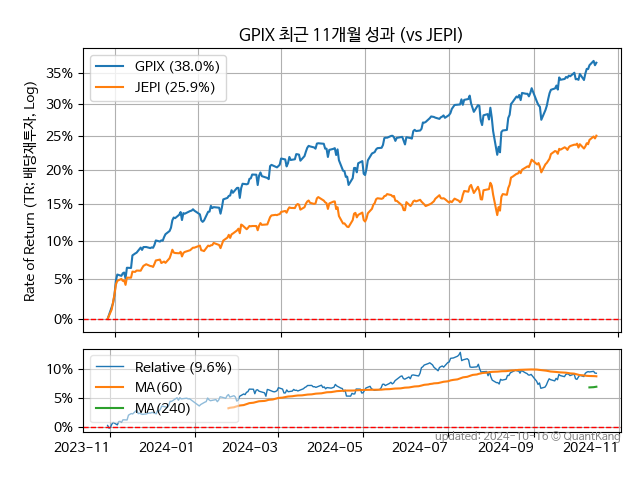 GPIX 최근 11개월 성과 (vs JEPI)
Rate of Return (TR: 배당재투자, Log)
GPIX (38.0%)
JEPI (25.9%)
35%
30%
25%
20%
15%
10%
5%
0%
Relative (9.6%)
MA(60)
MA(240)
10%
5%
0%
2023-11
2024-01
2024-03
2024-05
2024-07
2024-09
2024-11
updated: 2024-10-16 © QuantKang